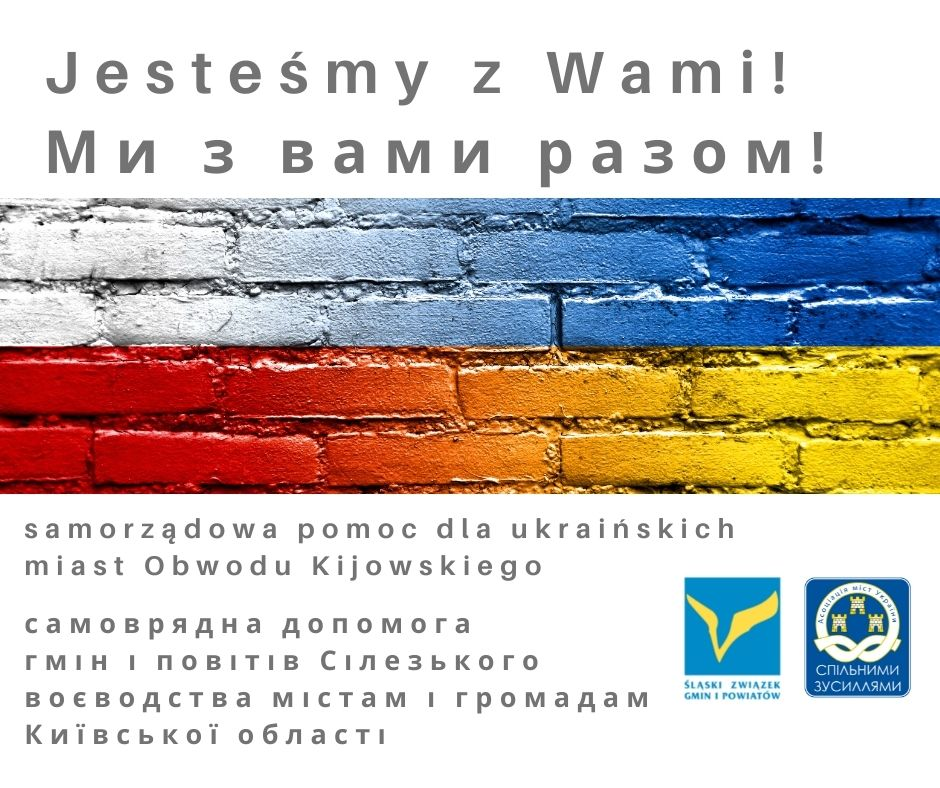 Jesteśmy z Wami!
Ми з вами разом!
samorządowa pomoc dla ukraińskich
miast Obwodu Kijowskiego
самоврядна допомога
гмін і повітів Сілезького
воєводства містам і громадам
Київської області
ŚLĄSKI ZWIĄZEK
GMIN I POWIATÓW
Асоціація міст України
СПІЛЬНИМИ
ЗУСИЛЛЯМИ